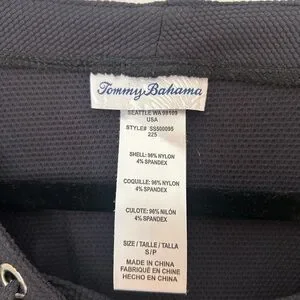 Tommy Bahama
SEATTLE WA 98109
USA
STYLE# SS500095
225
SHELL: 96% NYLON
4% SPANDEX
COQUILLE: 96% NYLON
4% SPANDEX
CULOTE: 96% NILÓN
4% SPANDEX
SIZE / TAILLE / TALLA
S/P
MADE IN CHINA
FABRIQUÉ EN CHINE
HECHO EN CHINA